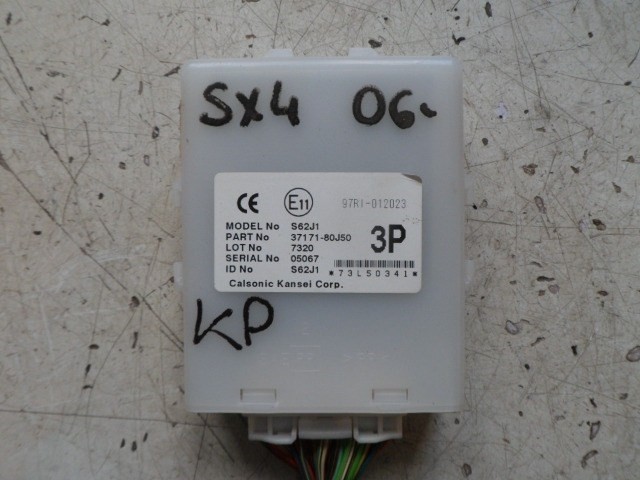 SX4 06-
CE E11 97RI-012023
MODEL No S62J1
PART No 37171-80J50 3P
LOT No 7320
SERIAL No 05067
ID No S62J1 *73L50341*
Calsonic Kansei Corp.
KP